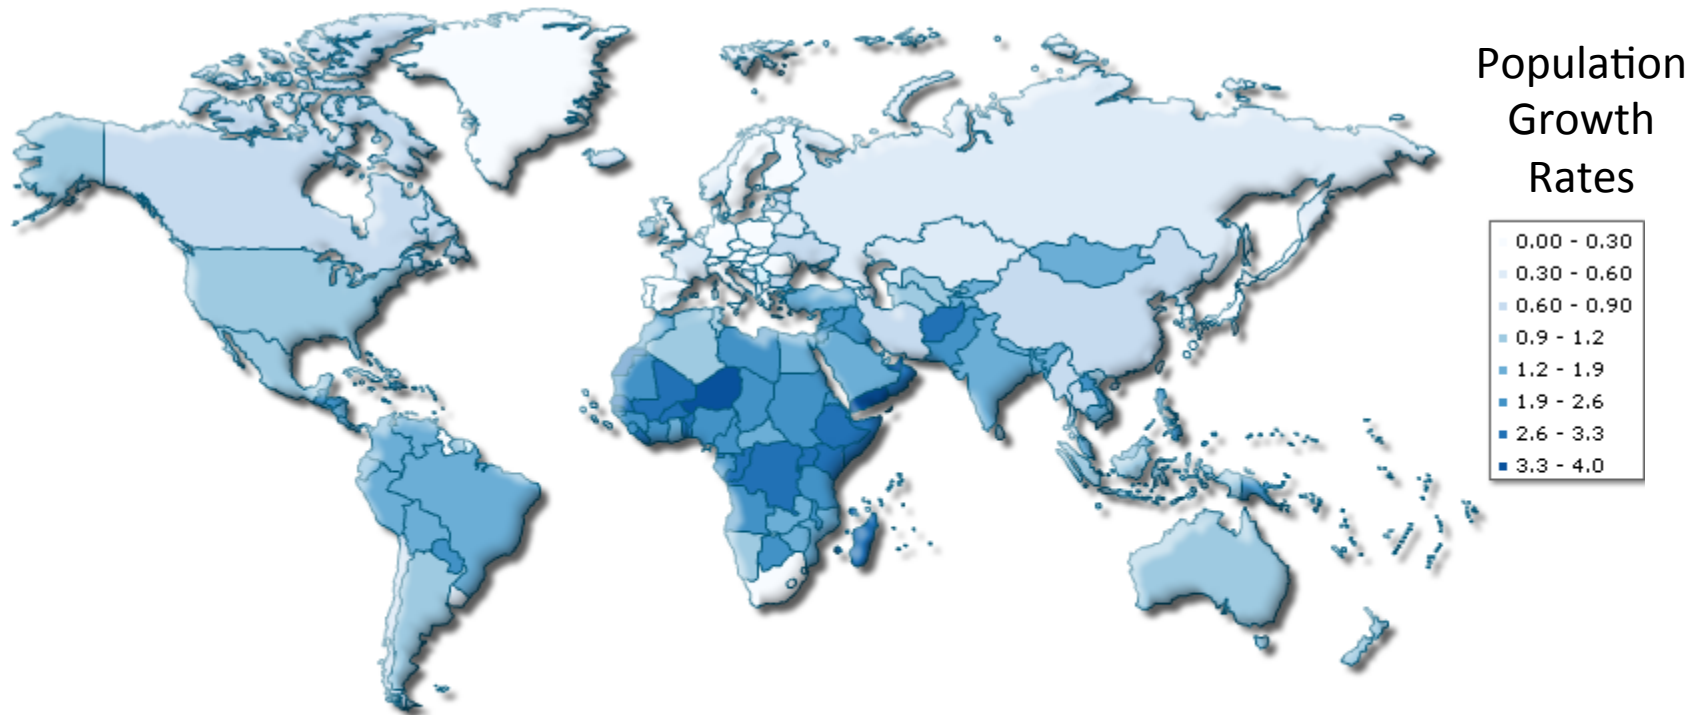 Population
Growth
Rates
0.00 - 0.30
0.30 - 0.60
0.60 - 0.90
0.9 - 1.2
1.2 - 1.9
1.9 - 2.6
2.6 - 3.3
3.3 - 4.0